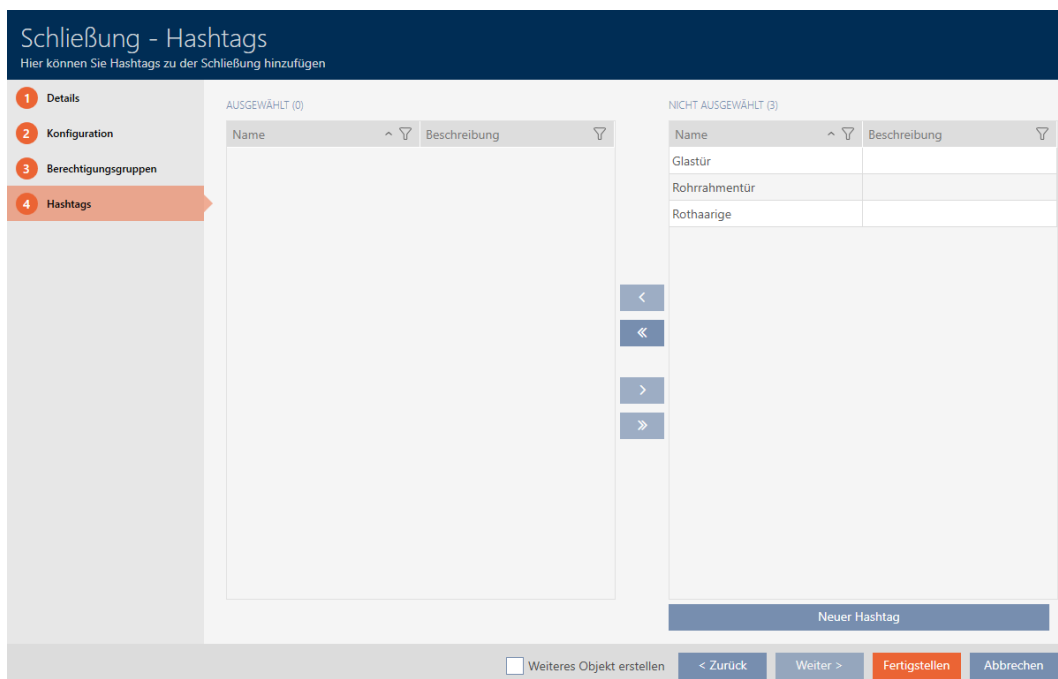 Schließung - Hashtags
Hier können Sie Hashtags zu der Schließung hinzufügen
1 Details
2 Konfiguration
3 Berechtigungsgruppen
4 Hashtags
AUSGEWÄHLT (0)
Name Beschreibung
NICHT AUSGEWÄHLT (3)
Name Beschreibung
Glastür
Rohrrahmentür
Rothaarige
Neuer Hashtag
Weiteres Objekt erstellen
< Zurück
Weiter >
Fertigstellen
Abbrechen